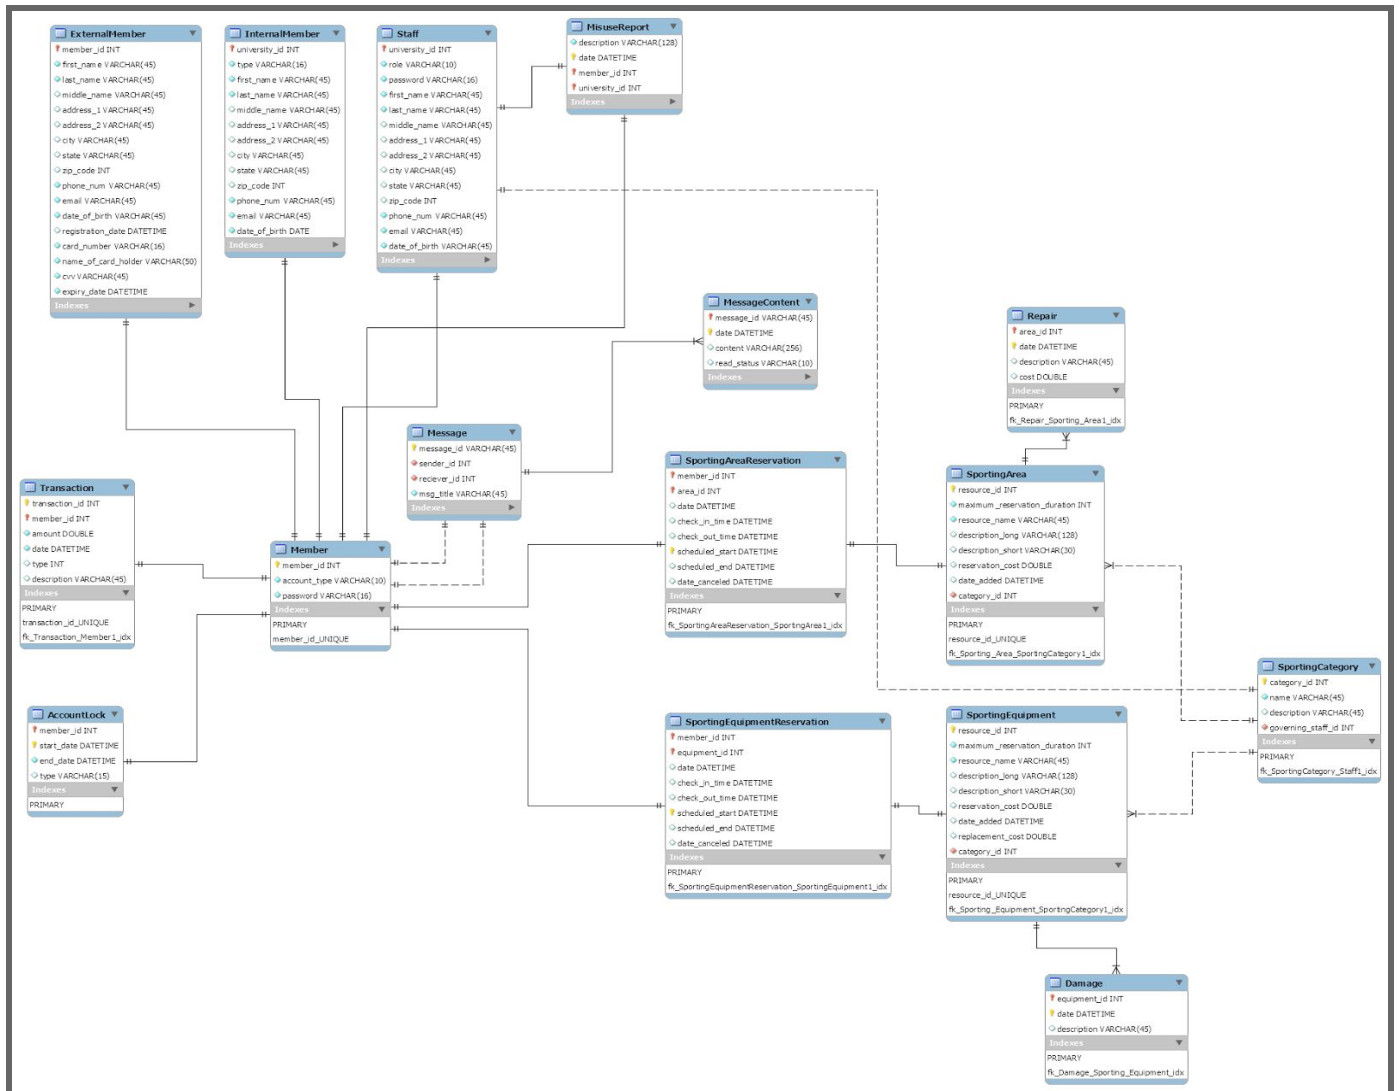 ExternalMember
member_id INT
first_name VARCHAR(45)
last_name VARCHAR(45)
middle_name VARCHAR(45)
address_1 VARCHAR(45)
address_2 VARCHAR(45)
city VARCHAR(45)
state VARCHAR(45)
zip_code INT
phone_num VARCHAR(45)
email VARCHAR(45)
date_of_birth VARCHAR(45)
registration_date DATETIME
card_number VARCHAR(16)
name_of_card_holder VARCHAR(50)
cvv VARCHAR(45)
expiry_date DATETIME
Indexes
InternalMember
university_id INT
type VARCHAR(16)
first_name VARCHAR(45)
last_name VARCHAR(45)
middle_name VARCHAR(45)
address_1 VARCHAR(45)
address_2 VARCHAR(45)
city VARCHAR(45)
state VARCHAR(45)
zip_code INT
phone_num VARCHAR(45)
email VARCHAR(45)
date_of_birth DATE
Indexes
Staff
university_id INT
role VARCHAR(10)
password VARCHAR(16)
first_name VARCHAR(45)
last_name VARCHAR(45)
middle_name VARCHAR(45)
address_1 VARCHAR(45)
address_2 VARCHAR(45)
city VARCHAR(45)
state VARCHAR(45)
zip_code INT
phone_num VARCHAR(45)
email VARCHAR(45)
date_of_birth VARCHAR(45)
Indexes
MisuseReport
description VARCHAR(128)
date DATETIME
member_id INT
university_id INT
Indexes
MessageContent
message_id VARCHAR(45)
date DATETIME
content VARCHAR(256)
read_status VARCHAR(10)
Indexes
Repair
area_id INT
date DATETIME
description VARCHAR(45)
cost DOUBLE
Indexes
PRIMARY
fk_Repair_Sporting_Area1_idx
Message
message_id VARCHAR(45)
sender_id INT
reciever_id INT
msg_title VARCHAR(45)
Indexes
Transaction
transaction_id INT
member_id INT
amount DOUBLE
date DATETIME
type INT
description VARCHAR(45)
Indexes
PRIMARY
transaction_id_UNIQUE
fk_Transaction_Member1_idx
Member
member_id INT
account_type VARCHAR(10)
password VARCHAR(16)
Indexes
PRIMARY
member_id_UNIQUE
SportingAreaReservation
member_id INT
area_id INT
date DATETIME
check_in_time DATETIME
check_out_time DATETIME
scheduled_start DATETIME
scheduled_end DATETIME
date_canceled DATETIME
Indexes
PRIMARY
fk_SportingAreaReservation_SportingArea1_idx
SportingArea
resource_id INT
maximum_reservation_duration INT
resource_name VARCHAR(45)
description_long VARCHAR(128)
description_short VARCHAR(30)
reservation_cost DOUBLE
date_added DATETIME
category_id INT
Indexes
PRIMARY
resource_id_UNIQUE
fk_Sporting_Area_SportingCategory1_idx
SportingCategory
category_id INT
name VARCHAR(45)
description VARCHAR(45)
governing_staff_id INT
Indexes
PRIMARY
fk_SportingCategory_Staff1_idx
AccountLock
member_id INT
start_date DATETIME
end_date DATETIME
type VARCHAR(15)
Indexes
PRIMARY
SportingEquipmentReservation
member_id INT
equipment_id INT
date DATETIME
check_in_time DATETIME
check_out_time DATETIME
scheduled_start DATETIME
scheduled_end DATETIME
date_canceled DATETIME
Indexes
PRIMARY
fk_SportingEquipmentReservation_SportingEquipment1_idx
SportingEquipment
resource_id INT
maximum_reservation_duration INT
resource_name VARCHAR(45)
description_long VARCHAR(128)
description_short VARCHAR(30)
reservation_cost DOUBLE
date_added DATETIME
replacement_cost DOUBLE
category_id INT
Indexes
PRIMARY
resource_id_UNIQUE
fk_Sporting_Equipment_SportingCategory1_idx
Damage
equipment_id INT
date DATETIME
description VARCHAR(45)
Indexes
PRIMARY
fk_Damage_Sporting_Equipment_idx